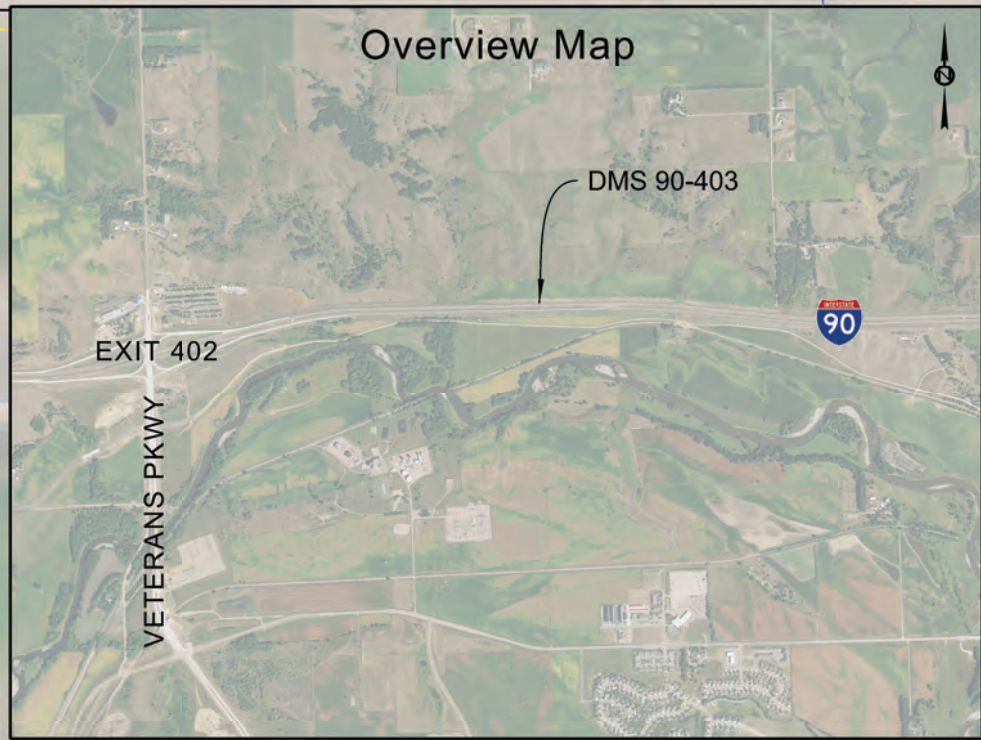 Overview Map
N
DMS 90-403
INTERSTATE
90
EXIT 402
VETERANS PKWY